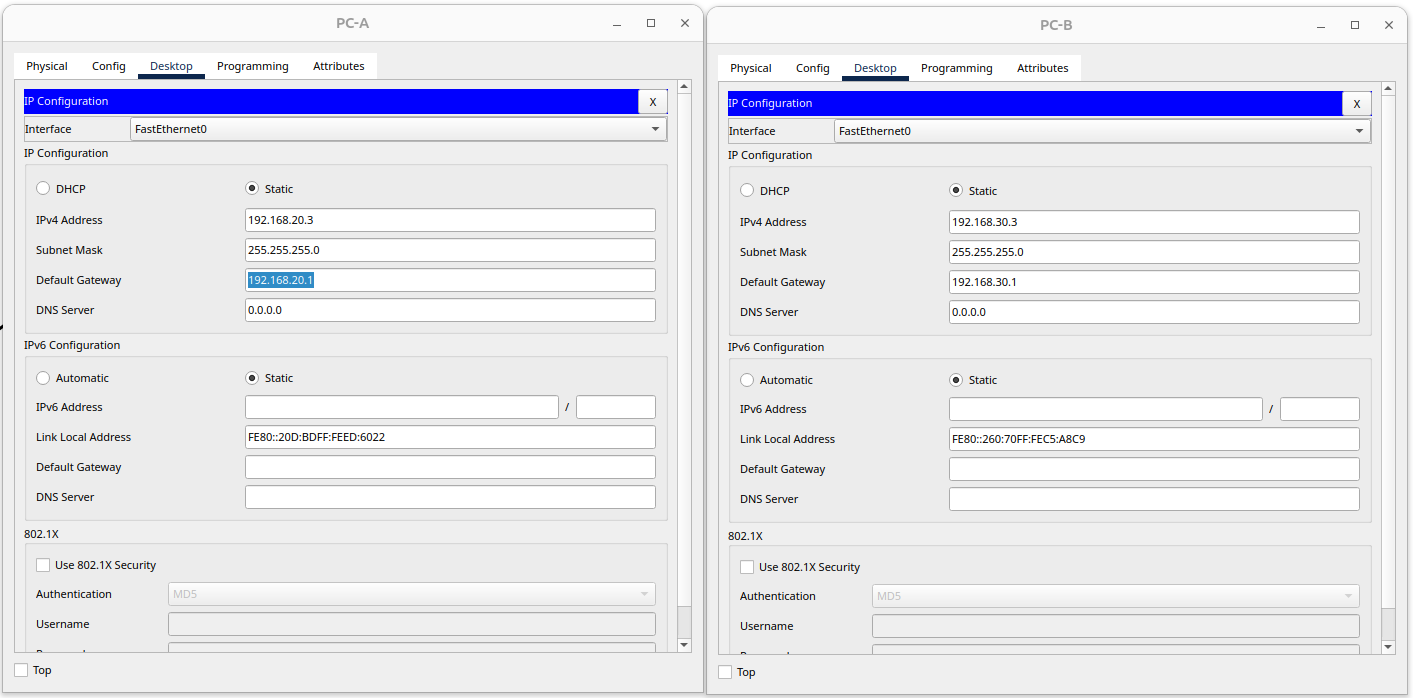 PC-A
Physical Config Desktop Programming Attributes
IP Configuration X
Interface FastEthernet0
IP Configuration
DHCP Static
IPv4 Address 192.168.20.3
Subnet Mask 255.255.255.0
Default Gateway 192.168.20.1
DNS Server 0.0.0.0
IPv6 Configuration
Automatic Static
IPv6 Address /
Link Local Address FE80::20D:BDFF:FEED:6022
Default Gateway
DNS Server
802.1X
Use 802.1X Security
Authentication MD5
Username
Top
PC-B
Physical Config Desktop Programming Attributes
IP Configuration X
Interface FastEthernet0
IP Configuration
DHCP Static
IPv4 Address 192.168.30.3
Subnet Mask 255.255.255.0
Default Gateway 192.168.30.1
DNS Server 0.0.0.0
IPv6 Configuration
Automatic Static
IPv6 Address /
Link Local Address FE80::260:70FF:FEC5:A8C9
Default Gateway
DNS Server
802.1X
Use 802.1X Security
Authentication MD5
Username
Top